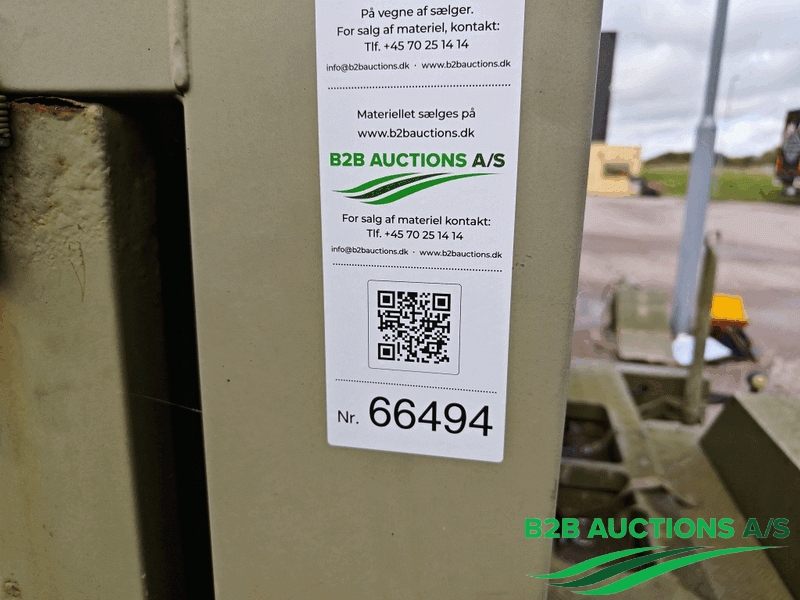 På vegne af sælger.
For salg af materiel, kontakt:
Tlf. +45 70 25 14 14
info@b2bauctions.dk · www.b2bauctions.dk
Materiellet sælges på
www.b2bauctions.dk
B2B AUCTIONS A/S
For salg af materiel kontakt:
Tlf. +45 70 25 14 14
info@b2bauctions.dk · www.b2bauctions.dk
Nr. 66494
B2B AUCTIONS A/S